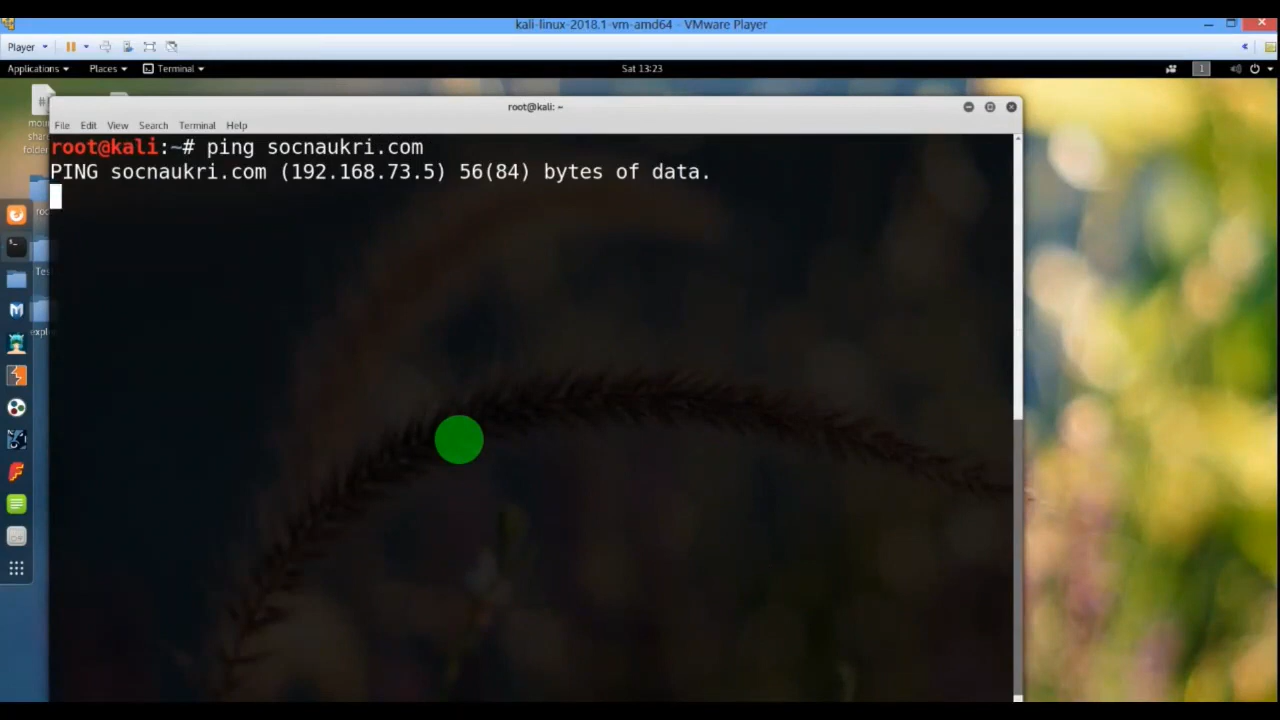 kali-linux-2018.1-vm-amd64 - VMware Player
Player
Applications Places Terminal Sat 13:23 1
root@kali: ~
File Edit View Search Terminal Help
root@kali:~# ping socnaukri.com
PING socnaukri.com (192.168.73.5) 56(84) bytes of data.